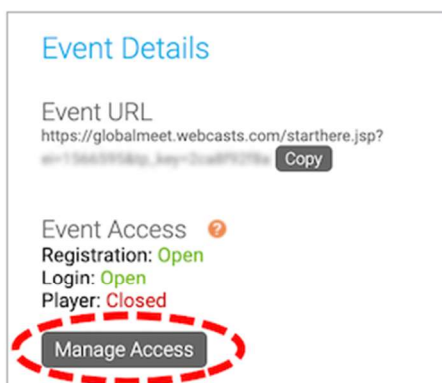 Event Details
Event URL
https://globalmeet.webcasts.com/starthere.jsp?
Copy
Event Access
Registration: Open
Login: Open
Player: Closed
Manage Access